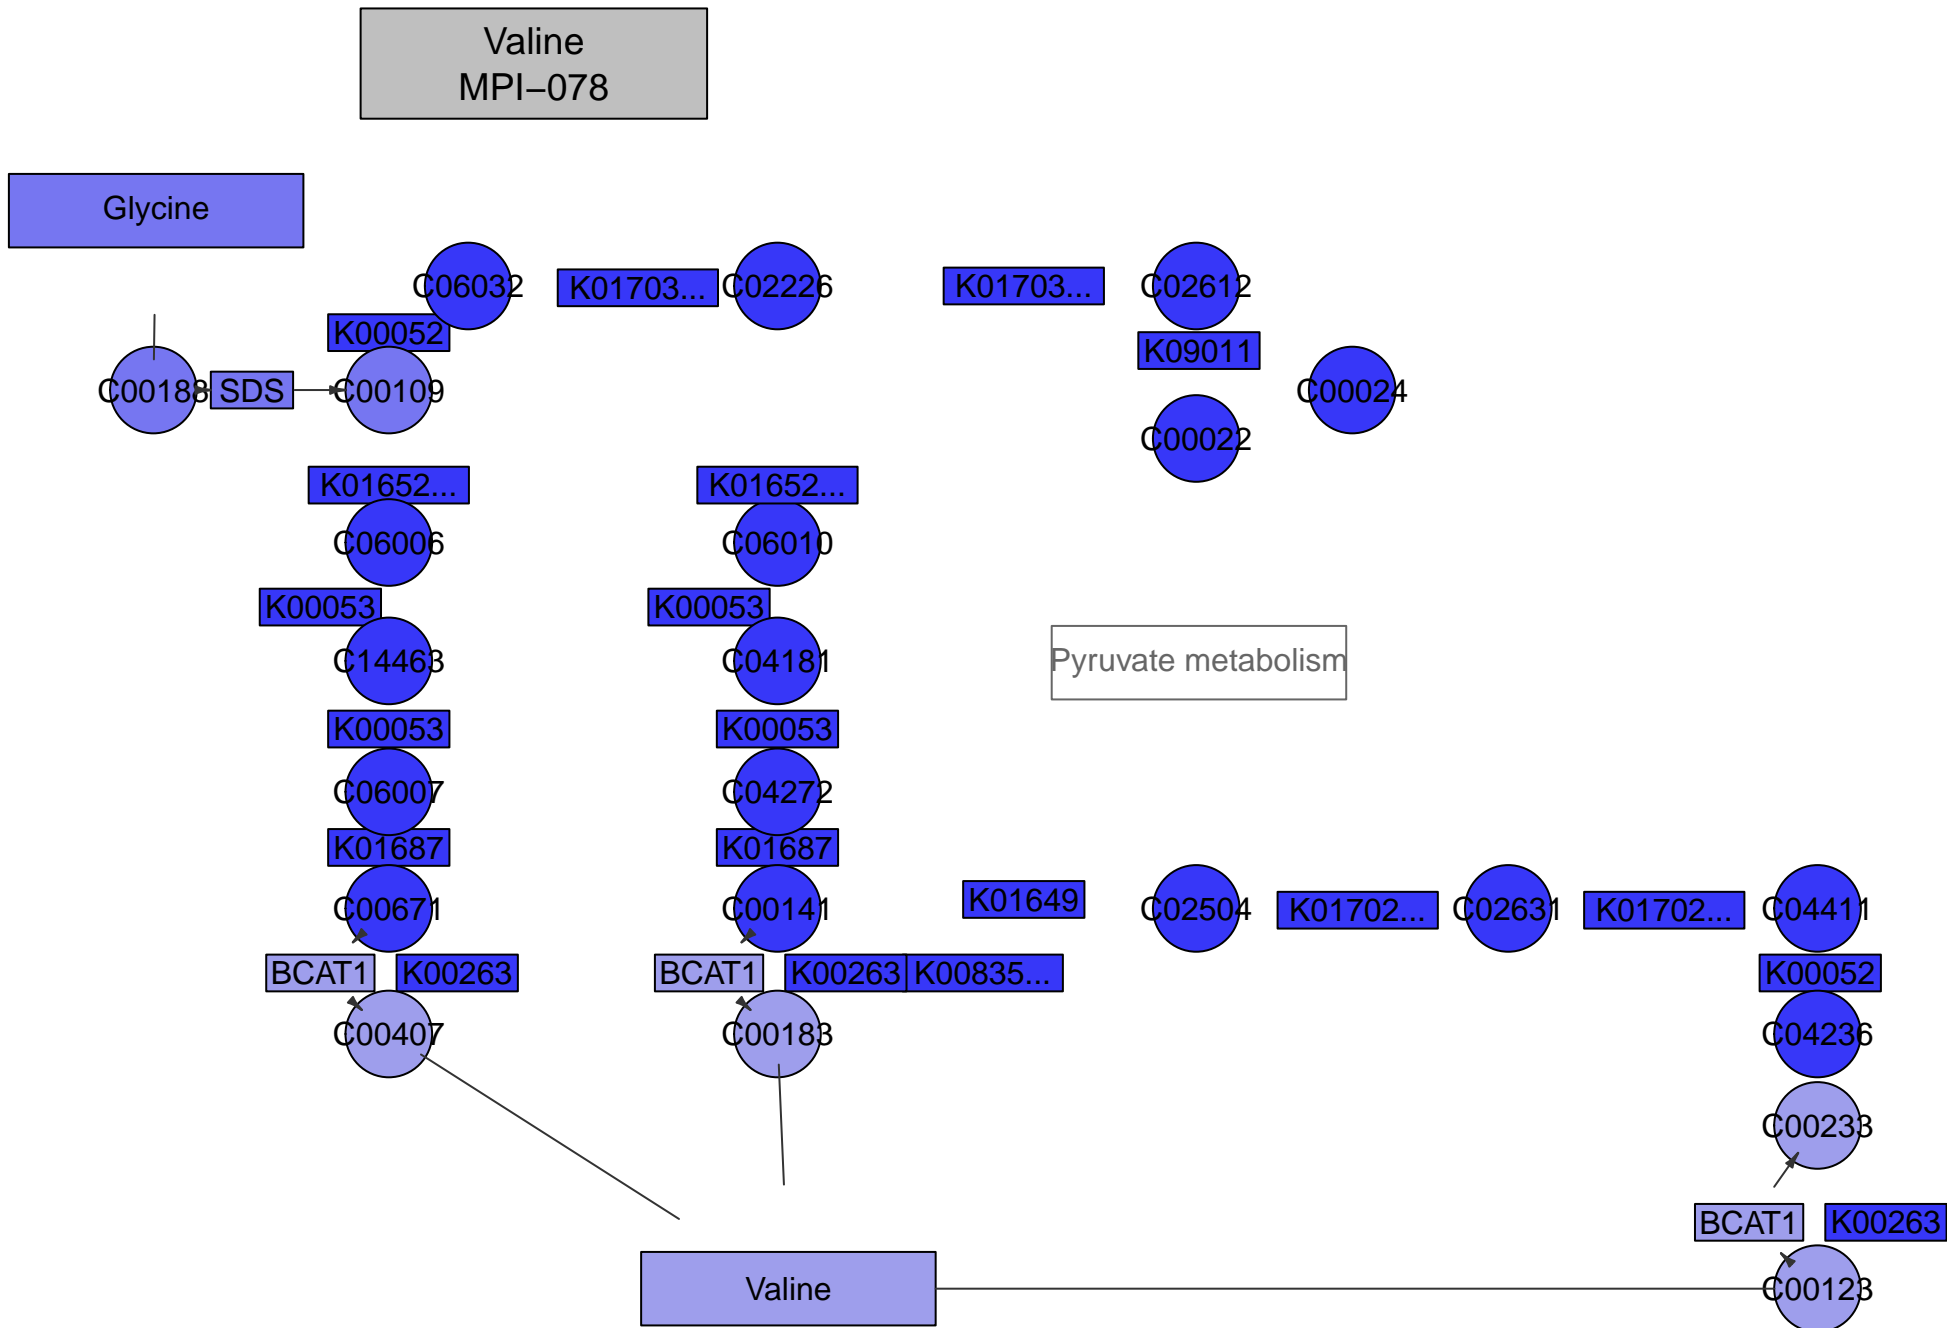 Valine
MPI−078
Glycine
C06032
K01703...
C02226
K01703...
C02612
K00052
K09011
C00188
SDS
C00109
C00024
C00022
K01652...
K01652...
C06006
C06010
K00053
K00053
C14463
C04181
Pyruvate metabolism
K00053
K00053
C06007
C04272
K01687
K01687
C00671
C00141
K01649
C02504
K01702...
C02631
K01702...
C04411
BCAT1
K00263
BCAT1
K00263
K00835...
K00052
C00407
C00183
C04236
C00233
BCAT1
K00263
Valine
C00123